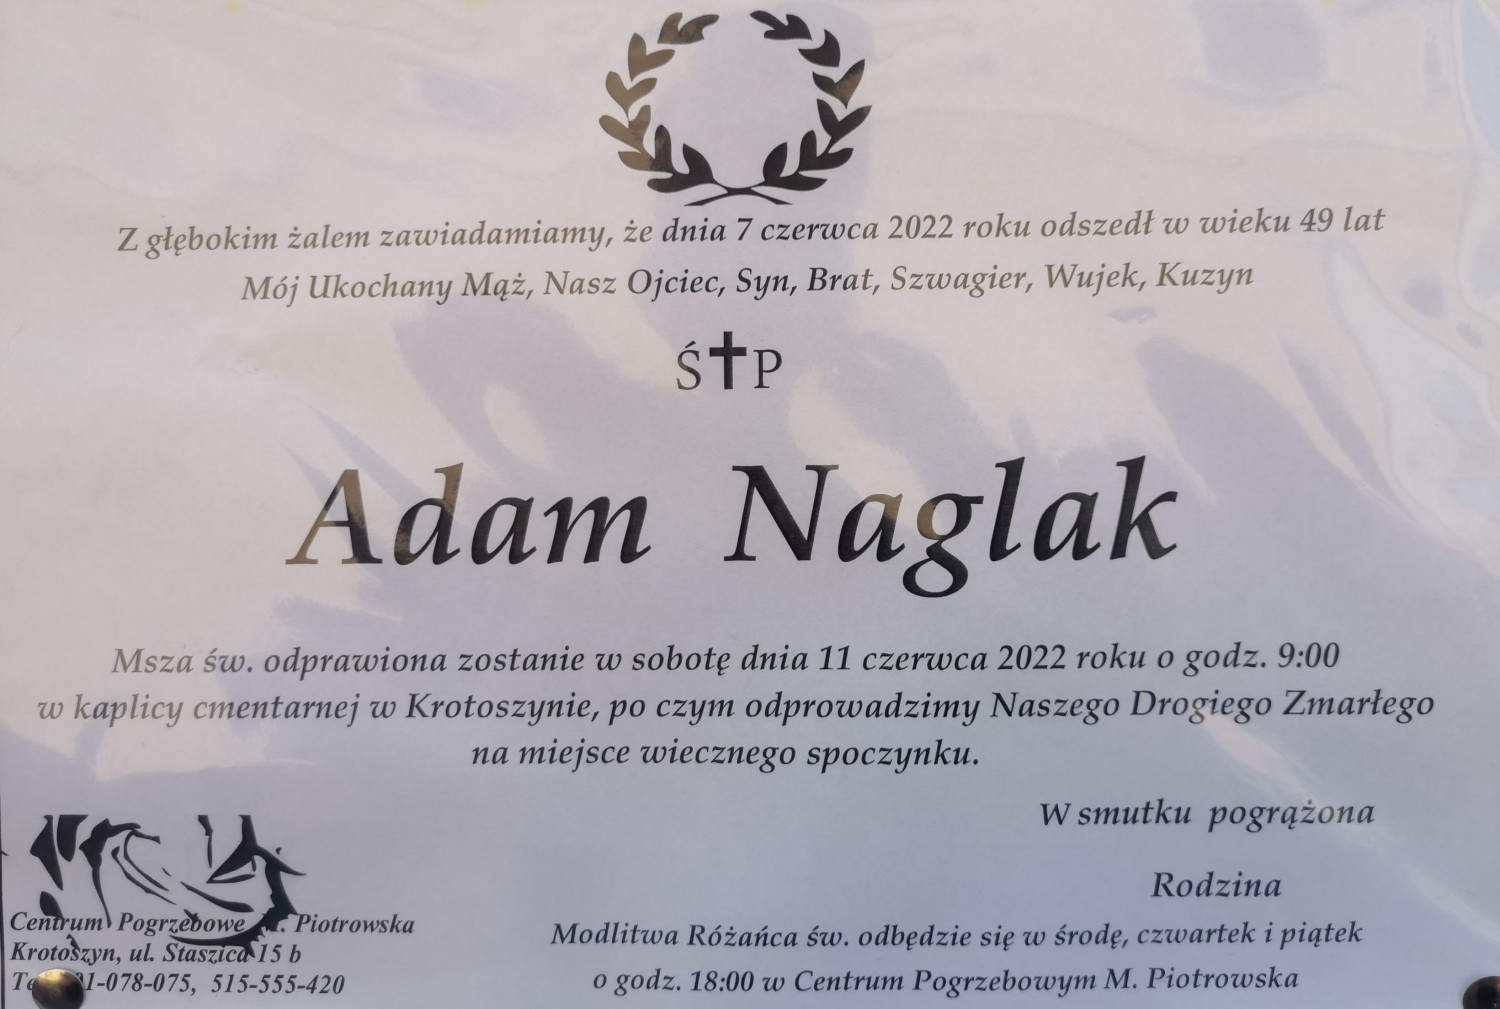 Z głębokim żalem zawiadamiamy, że dnia 7 czerwca 2022 roku odszedł w wieku 49 lat
Mój Ukochany Mąż, Nasz Ojciec, Syn, Brat, Szwagier, Wujek, Kuzyn
Ś✝P
Adam Naglak
Msza św. odprawiona zostanie w sobotę dnia 11 czerwca 2022 roku o godz. 9:00
w kaplicy cmentarnej w Krotoszynie, po czym odprowadzimy Naszego Drogiego Zmarłego
na miejsce wiecznego spoczynku.
W smutku pogrążona
Rodzina
Modlitwa Różańca św. odbędzie się w środę, czwartek i piątek
o godz. 18:00 w Centrum Pogrzebowym M. Piotrowska
Centrum Pogrzebowe M. Piotrowska
Krotoszyn, ul. Staszica 15 b
1-078-075, 515-555-420